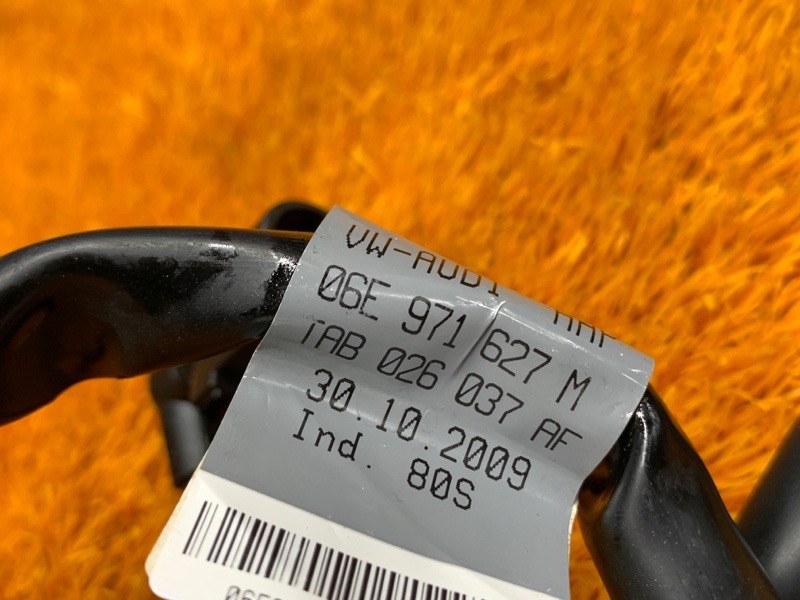 VW-AUDI
06E 971 627 M
TAB 026 037 AF
30.10.2009
Ind. 80S